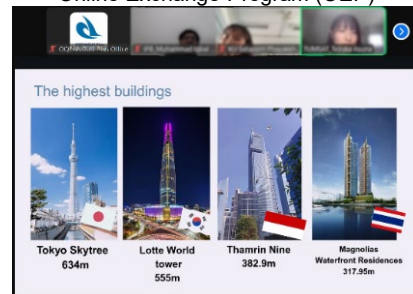 Online Exchange Program (OEP)
The highest buildings
Tokyo Skytree
634m
Lotte World
tower
555m
Thamrin Nine
382.9m
Magnolias
Waterfront Residences
317.95m